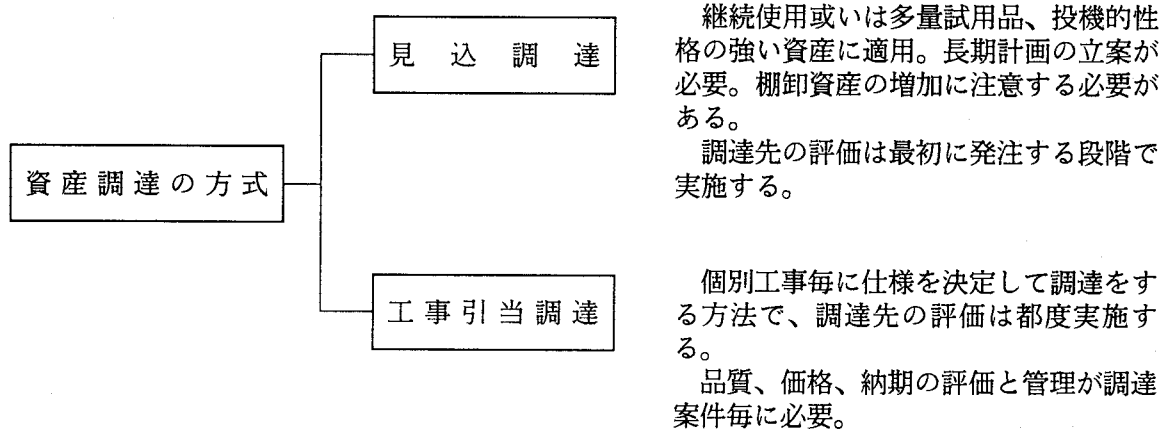 資産調達の方式
見込調達
継続使用或いは多量試用品、投機的性
格の強い資産に適用。長期計画の立案が
必要。棚卸資産の増加に注意する必要が
ある。
調達先の評価は最初に発注する段階で
実施する。
工事引当調達
個別工事毎に仕様を決定して調達をす
る方法で、調達先の評価は都度実施す
る。
品質、価格、納期の評価と管理が調達
案件毎に必要。